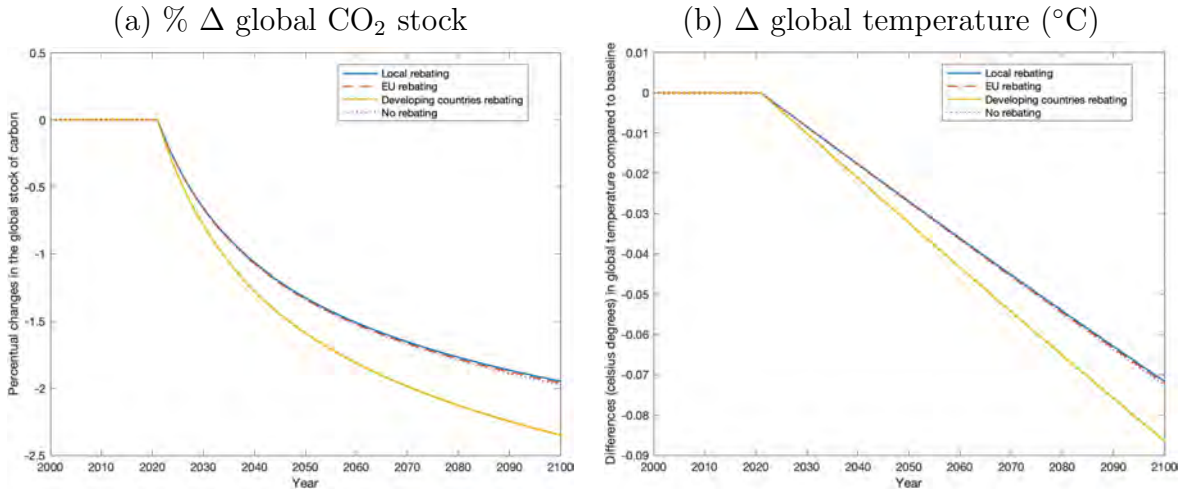 (a) % Δ global CO₂ stock
0.5
0
-0.5
-1
-1.5
-2
-2.5
Percentual changes in the global stock of carbon
Local rebating
EU rebating
Developing countries rebating
No rebating
2000 2010 2020 2030 2040 2050 2060 2070 2080 2090 2100
Year
(b) Δ global temperature (°C)
0.01
0
-0.01
-0.02
-0.03
-0.04
-0.05
-0.06
-0.07
-0.08
-0.09
Differences (celsius degrees) in global temperature compared to baseline
Local rebating
EU rebating
Developing countries rebating
No rebating
2000 2010 2020 2030 2040 2050 2060 2070 2080 2090 2100
Year